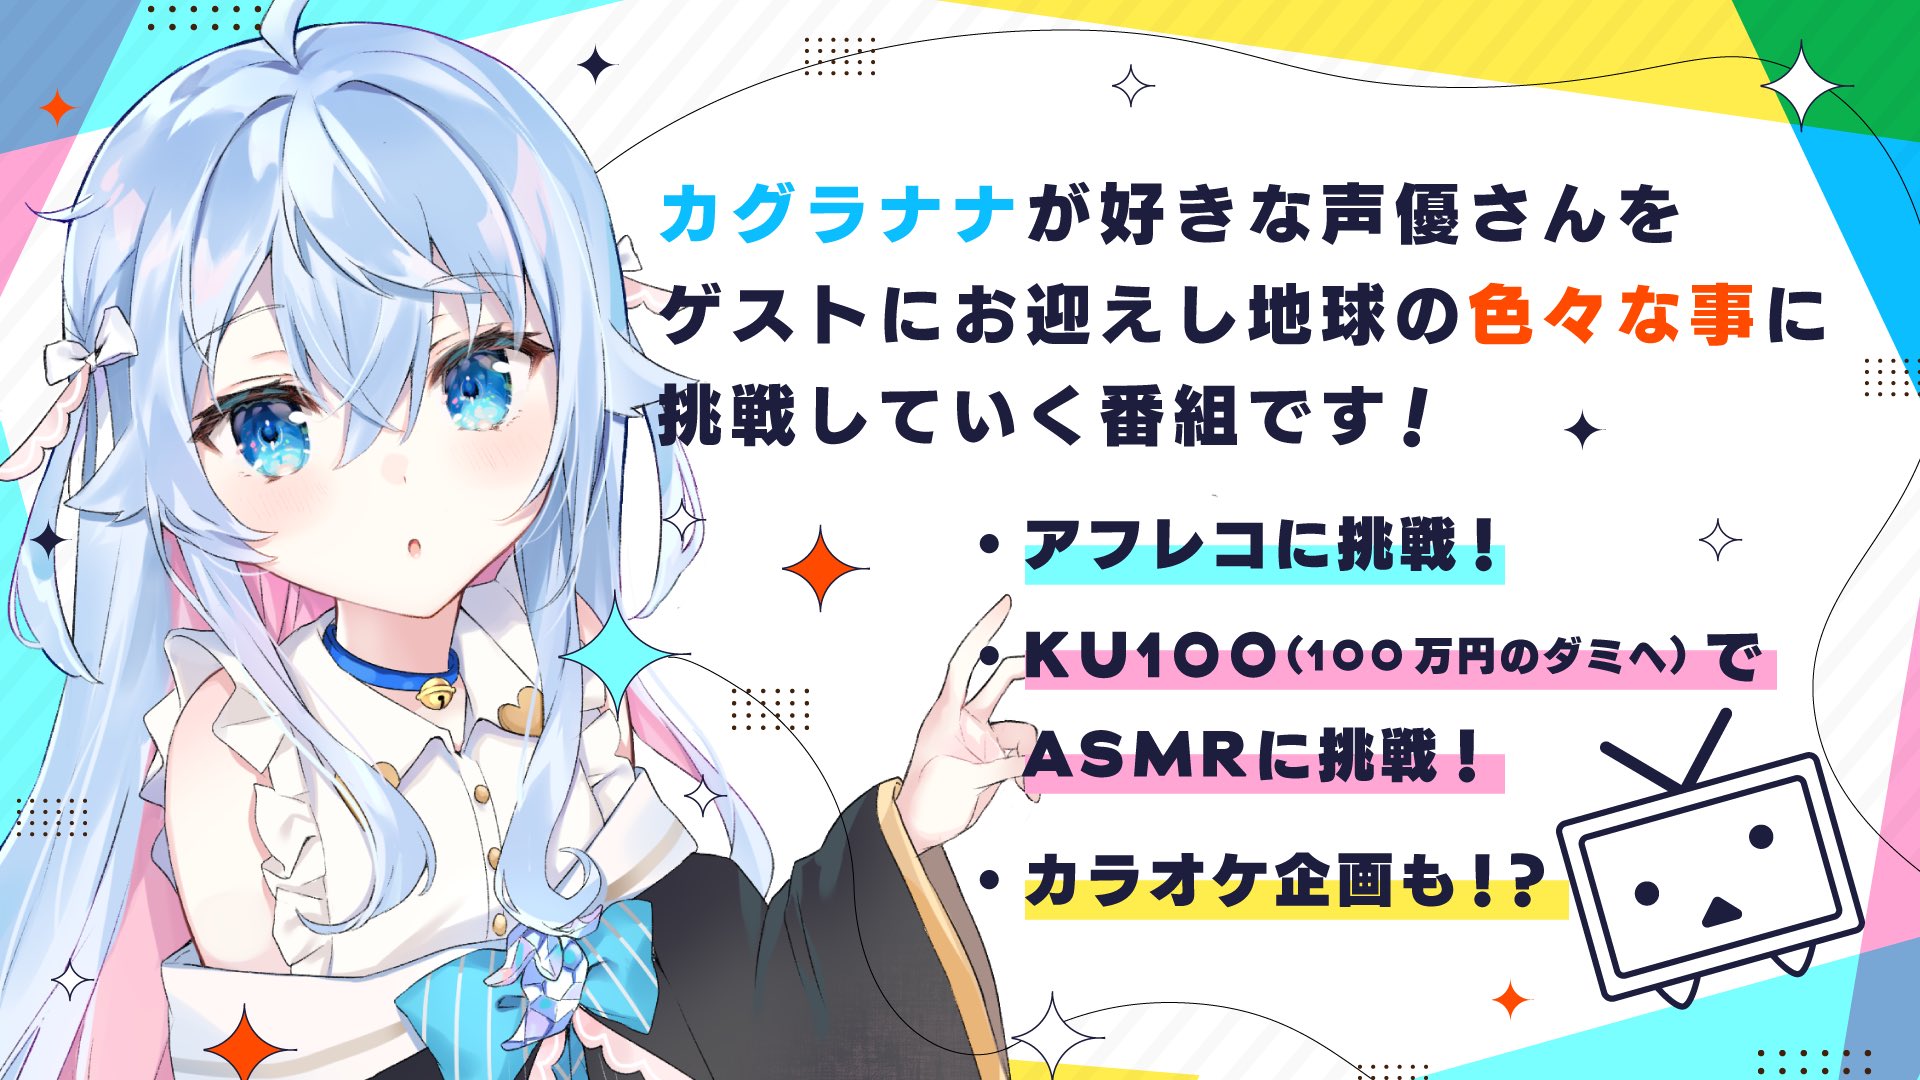 カグラナナが好きな声優さんを
ゲストにお迎えし地球の色々な事に
挑戦していく番組です!
・アフレコに挑戦!
・KU100(100万円のダミヘ)で
ASMRに挑戦!
・カラオケ企画も!?